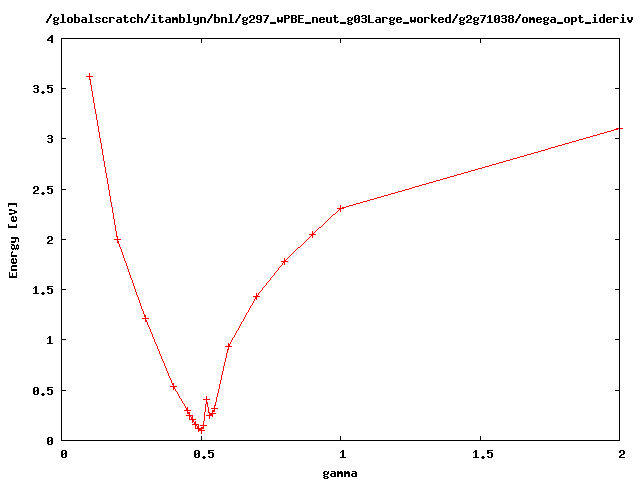 /globalscratch/itamblyn/bnl/g297_wPBE_neut_g03Large_worked/g2g71038/omega_opt_ideriv
4
3.5
3
2.5
2
1.5
1
0.5
0
Energy [eV]
0 0.5 1 1.5 2
gamma